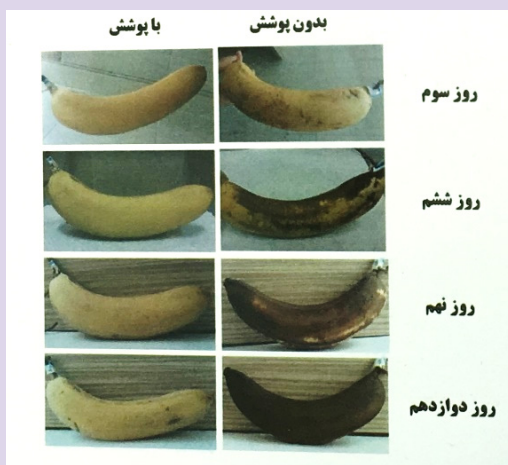 بدون پوشش
با پوشش
روز سوم
روز ششم
روز نهم
روز دوازدهم